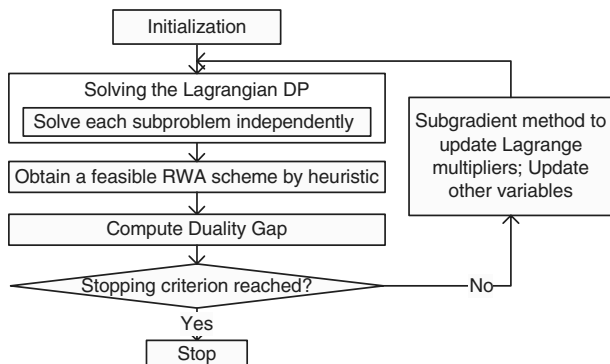 Initialization
Solving the Lagrangian DP
Solve each subproblem independently
Obtain a feasible RWA scheme by heuristic
Compute Duality Gap
Stopping criterion reached?
No
Yes
Stop
Subgradient method to
update Lagrange
multipliers; Update
other variables